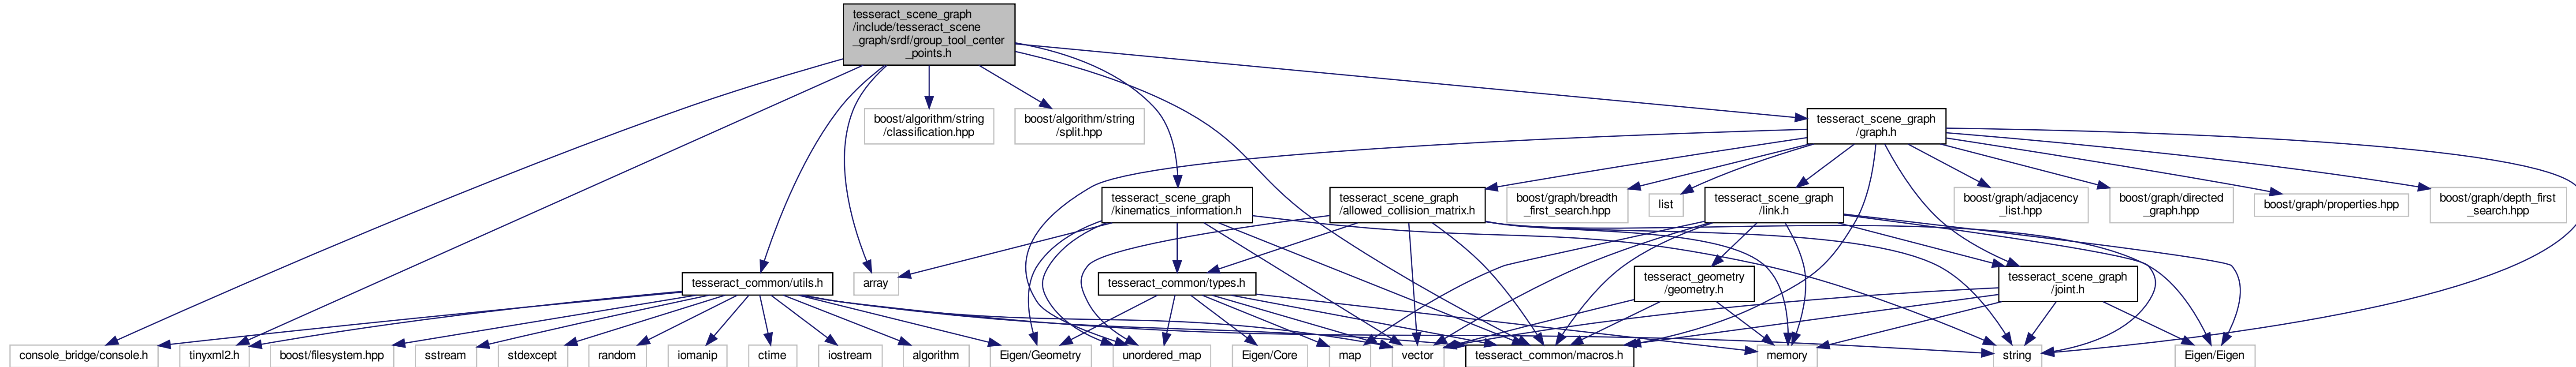 tesseract_scene_graph
/include/tesseract_scene
_graph/srdf/group_tool_center
_points.h
boost/algorithm/string
/classification.hpp
boost/algorithm/string
/split.hpp
tesseract_scene_graph
/graph.h
tesseract_scene_graph
/kinematics_information.h
tesseract_scene_graph
/allowed_collision_matrix.h
boost/graph/breadth
_first_search.hpp
list
tesseract_scene_graph
/link.h
boost/graph/adjacency
_list.hpp
boost/graph/directed
_graph.hpp
boost/graph/properties.hpp
boost/graph/depth_first
_search.hpp
tesseract_common/utils.h
array
tesseract_common/types.h
tesseract_geometry
/geometry.h
tesseract_scene_graph
/joint.h
console_bridge/console.h
tinyxml2.h
boost/filesystem.hpp
sstream
stdexcept
random
iomanip
ctime
iostream
algorithm
Eigen/Geometry
unordered_map
Eigen/Core
map
vector
tesseract_common/macros.h
memory
string
Eigen/Eigen